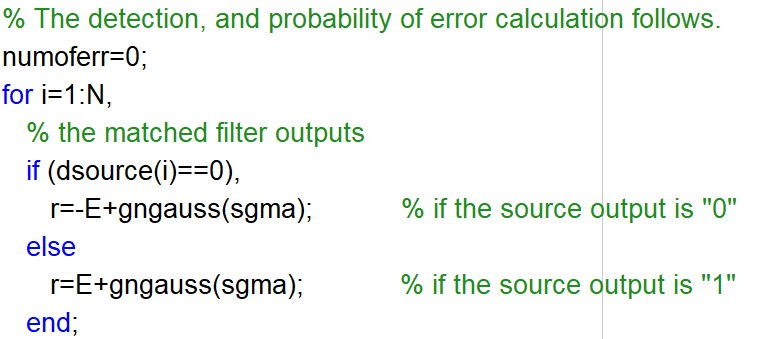 % The detection, and probability of error calculation follows.
numoferr=0;
for i=1:N,
% the matched filter outputs
if (dsource(i)==0),
r=-E+gngauss(sgma); % if the source output is "0"
else
r=E+gngauss(sgma); % if the source output is "1"
end;